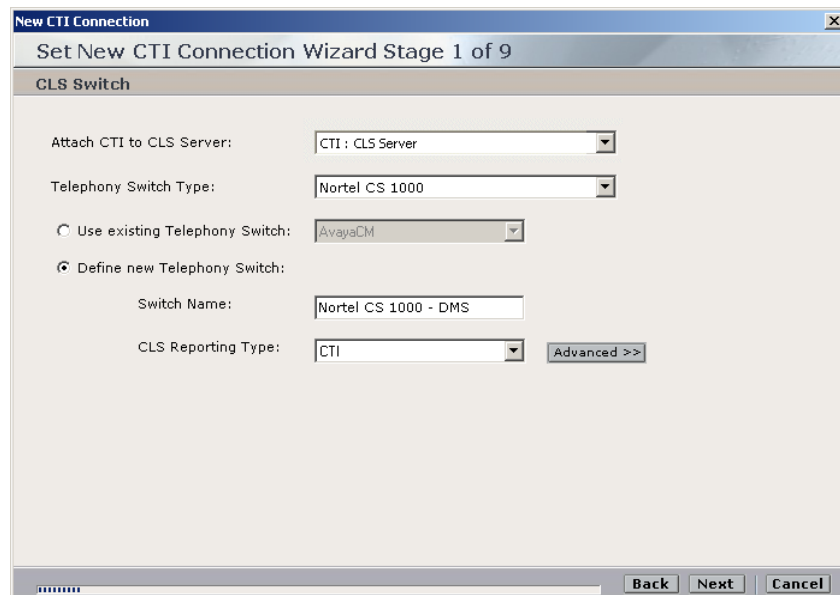 New CTI Connection
Set New CTI Connection Wizard Stage 1 of 9
CLS Switch
Attach CTI to CLS Server: CTI : CLS Server
Telephony Switch Type: Nortel CS 1000
Use existing Telephony Switch: AvayaCM
Define new Telephony Switch:
Switch Name: Nortel CS 1000 - DMS
CLS Reporting Type: CTI Advanced >>
Back Next Cancel